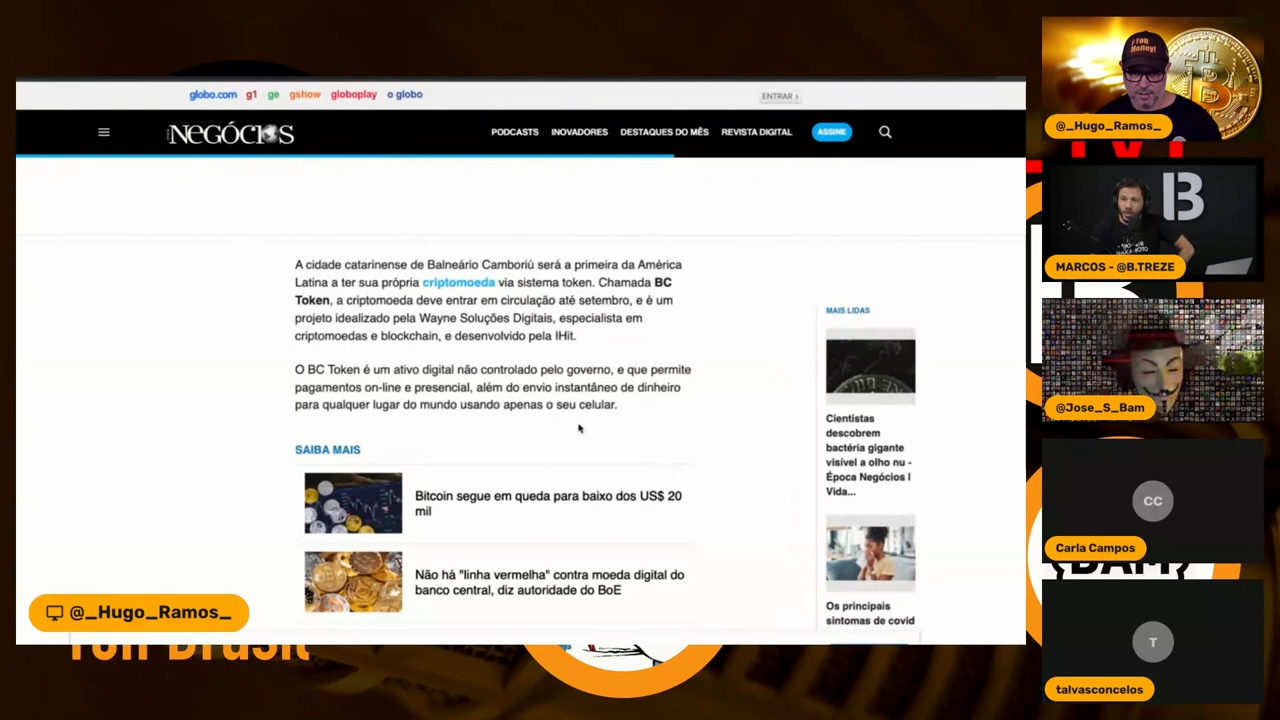 globo.com g1 ge gshow globoplay o globo
ENTRAR ›
NEGÓCIOS
PODCASTS INOVADORES DESTAQUES DO MÊS REVISTA DIGITAL ASSINE
A cidade catarinense de Balneário Camboriú será a primeira da América
Latina a ter sua própria criptomoeda via sistema token. Chamada BC
Token, a criptomoeda deve entrar em circulação até setembro, e é um
projeto idealizado pela Wayne Soluções Digitais, especialista em
criptomoedas e blockchain, e desenvolvido pela IHit.
O BC Token é um ativo digital não controlado pelo governo, e que permite
pagamentos on-line e presencial, além do envio instantâneo de dinheiro
para qualquer lugar do mundo usando apenas o seu celular.
SAIBA MAIS
Bitcoin segue em queda para baixo dos US$ 20
mil
Não há "linha vermelha" contra moeda digital do
banco central, diz autoridade do BoE
MAIS LIDAS
Cientistas
descobrem
bactéria gigante
visível a olho nu -
Época Negócios |
Vida...
Os principais
sintomas de covid
@_Hugo_Ramos_
@_Hugo_Ramos_
MARCOS - @B.TREZE
B
@Jose_S_Bam
CC
Carla Campos
T
talvasconcelos